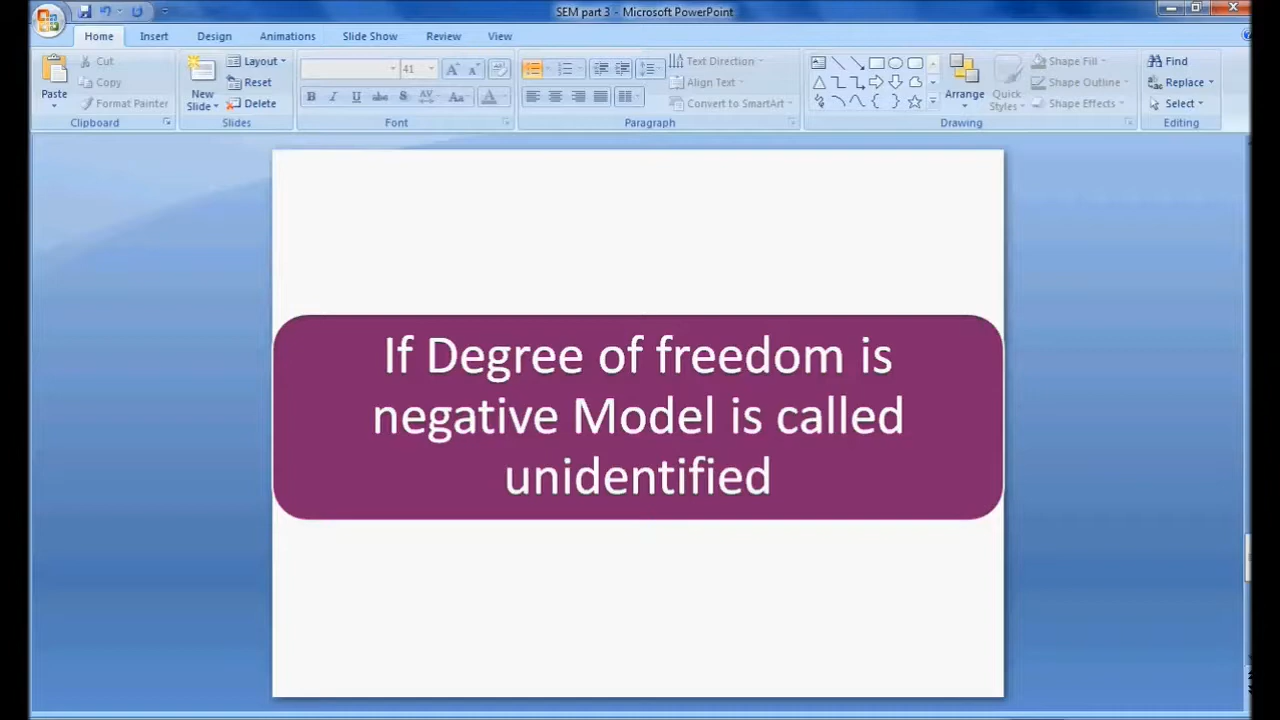 SEM part 3 - Microsoft PowerPoint
Home Insert Design Animations Slide Show Review View
Paste
Cut
Copy
Format Painter
Clipboard
New
Slide
Layout
Reset
Delete
Slides
41
B I U abc S AV Aa A
Font
Text Direction
Align Text
Convert to SmartArt
Paragraph
Arrange
Quick
Styles
Shape Fill
Shape Outline
Shape Effects
Drawing
Find
Replace
Select
Editing
If Degree of freedom is
negative Model is called
unidentified